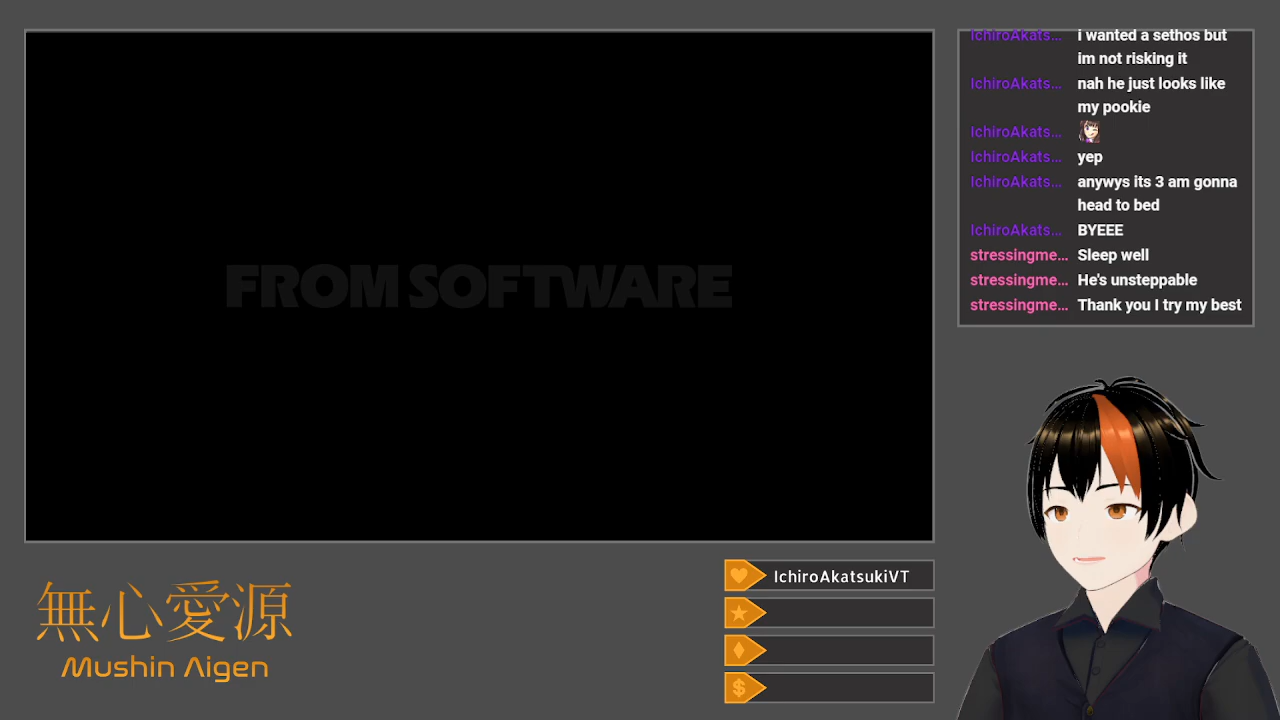 FROM SOFTWARE
IchiroAkats... i wanted a sethos but
im not risking it
IchiroAkats... nah he just looks like
my pookie
IchiroAkats...
IchiroAkats... yep
IchiroAkats... anywys its 3 am gonna
head to bed
IchiroAkats... BYEEE
stressingme... Sleep well
stressingme... He's unsteppable
stressingme... Thank you I try my best
IchiroAkatsukiVT
$
無心愛源
Mushin Aigen